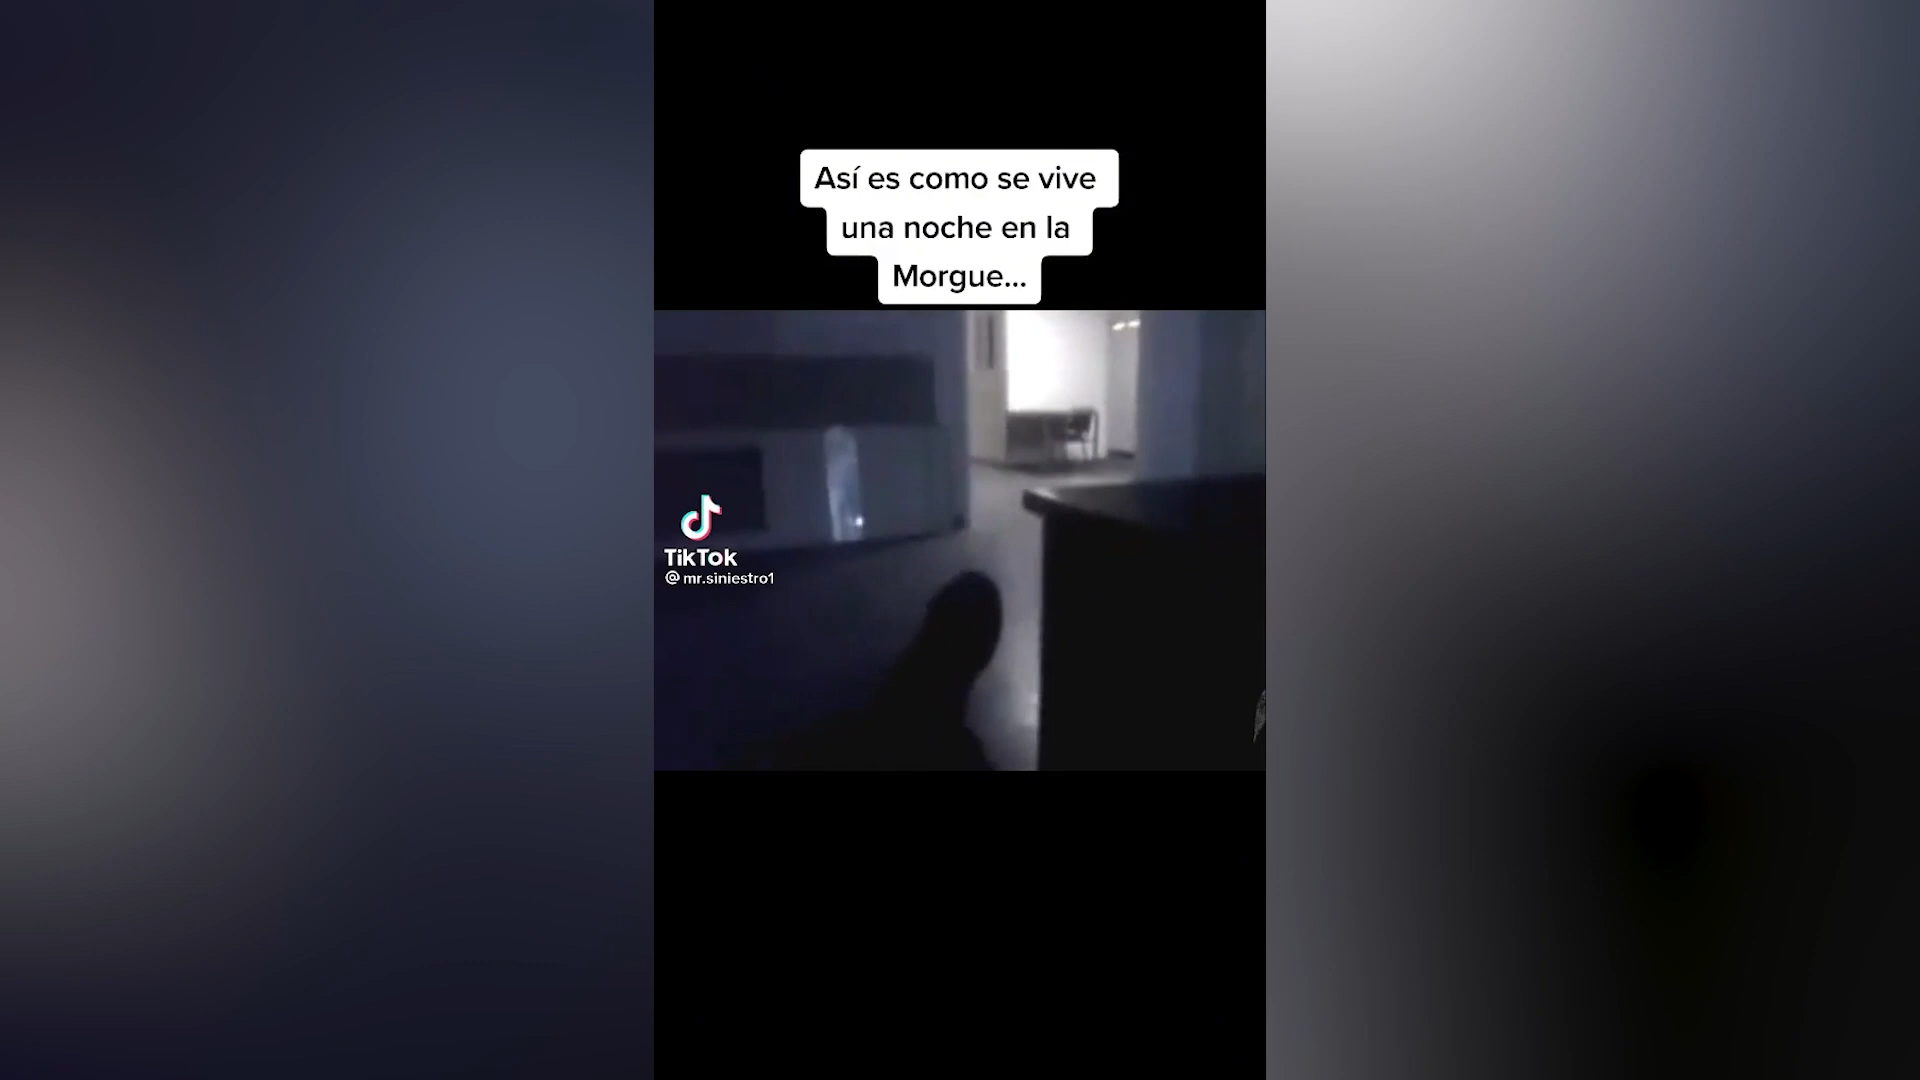 Así es como se vive
una noche en la
Morgue...
TikTok
@mr.siniestro1